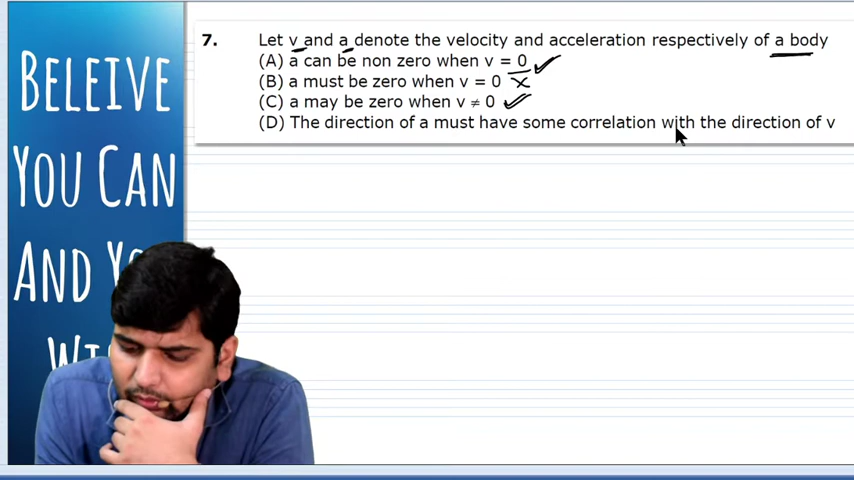 BELEIVE
YOU CAN
AND
7. Let v and a denote the velocity and acceleration respectively of a body
(A) a can be non zero when v = 0
(B) a must be zero when v = 0
(C) a may be zero when v ≠ 0
(D) The direction of a must have some correlation with the direction of v